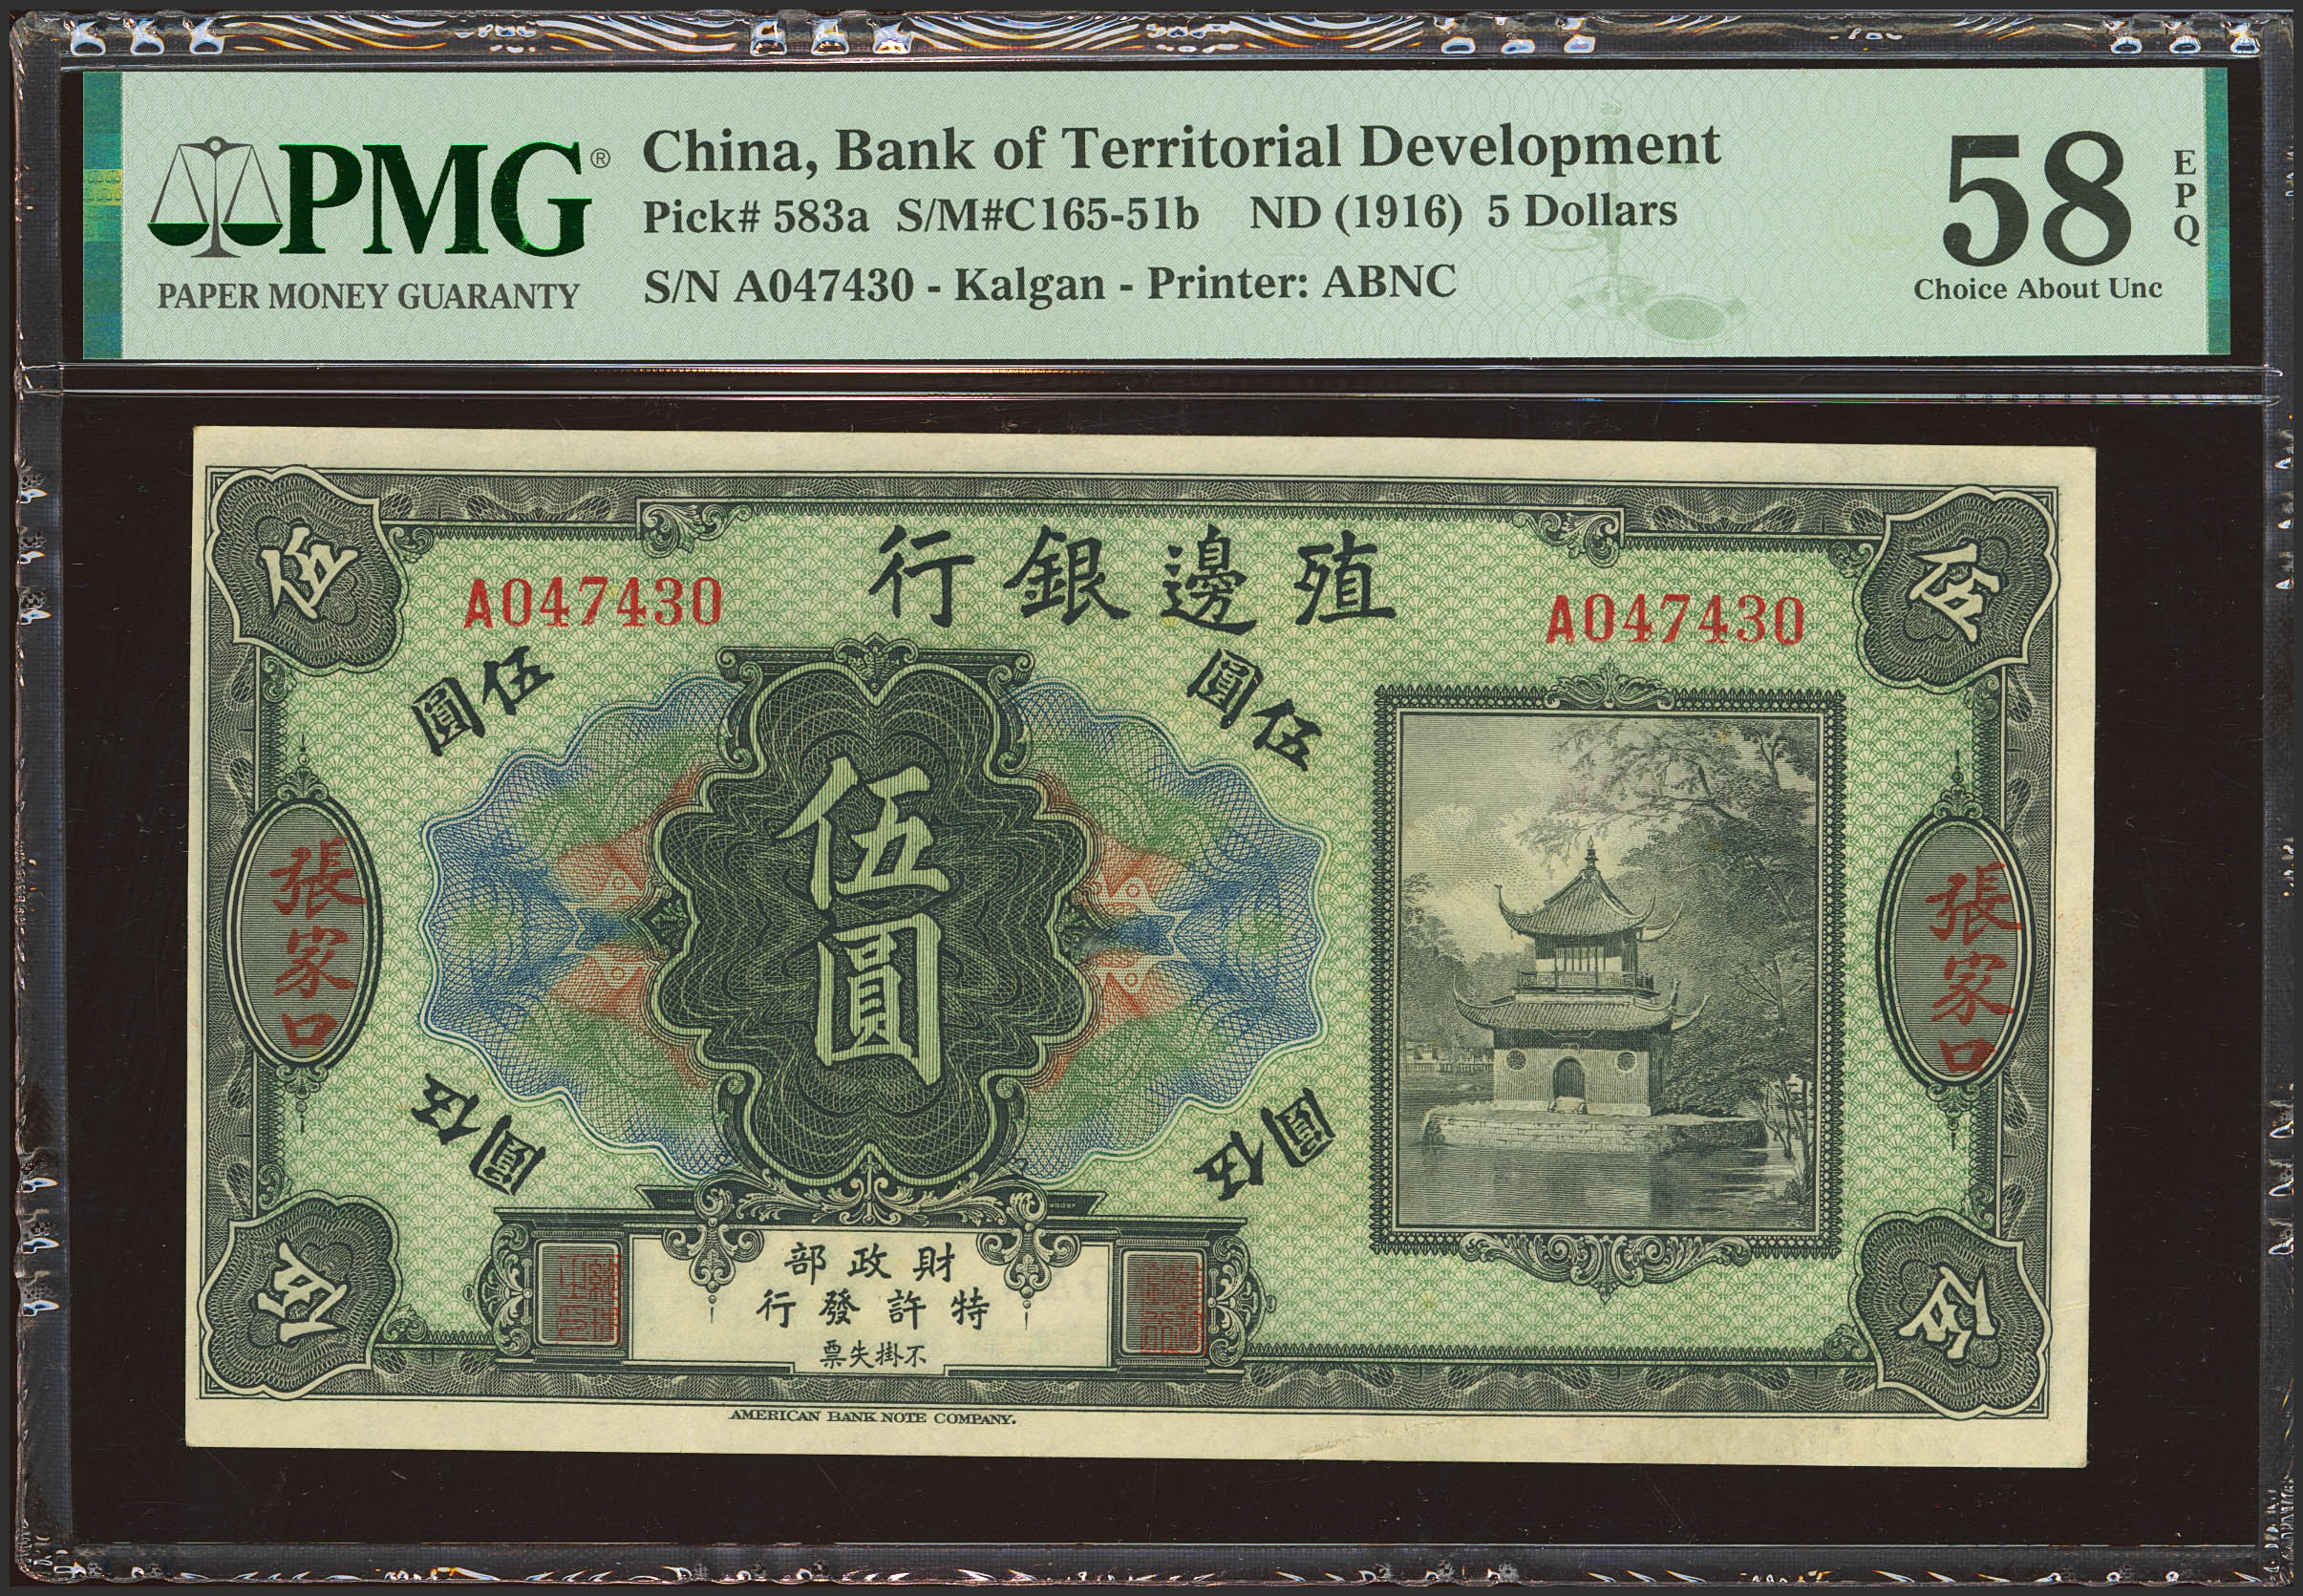 PMG®
PAPER MONEY GUARANTY
China, Bank of Territorial Development
Pick# 583a S/M#C165-51b ND (1916) 5 Dollars
S/N A047430 - Kalgan - Printer: ABNC
58
EPQ
Choice About Unc
殖邊銀行
A047430
A047430
伍
伍
伍圓
伍圓
伍圓
張家口
張家口
伍圓
伍圓
伍
伍
財政部
特許發行
不掛失票
AMERICAN BANK NOTE COMPANY.